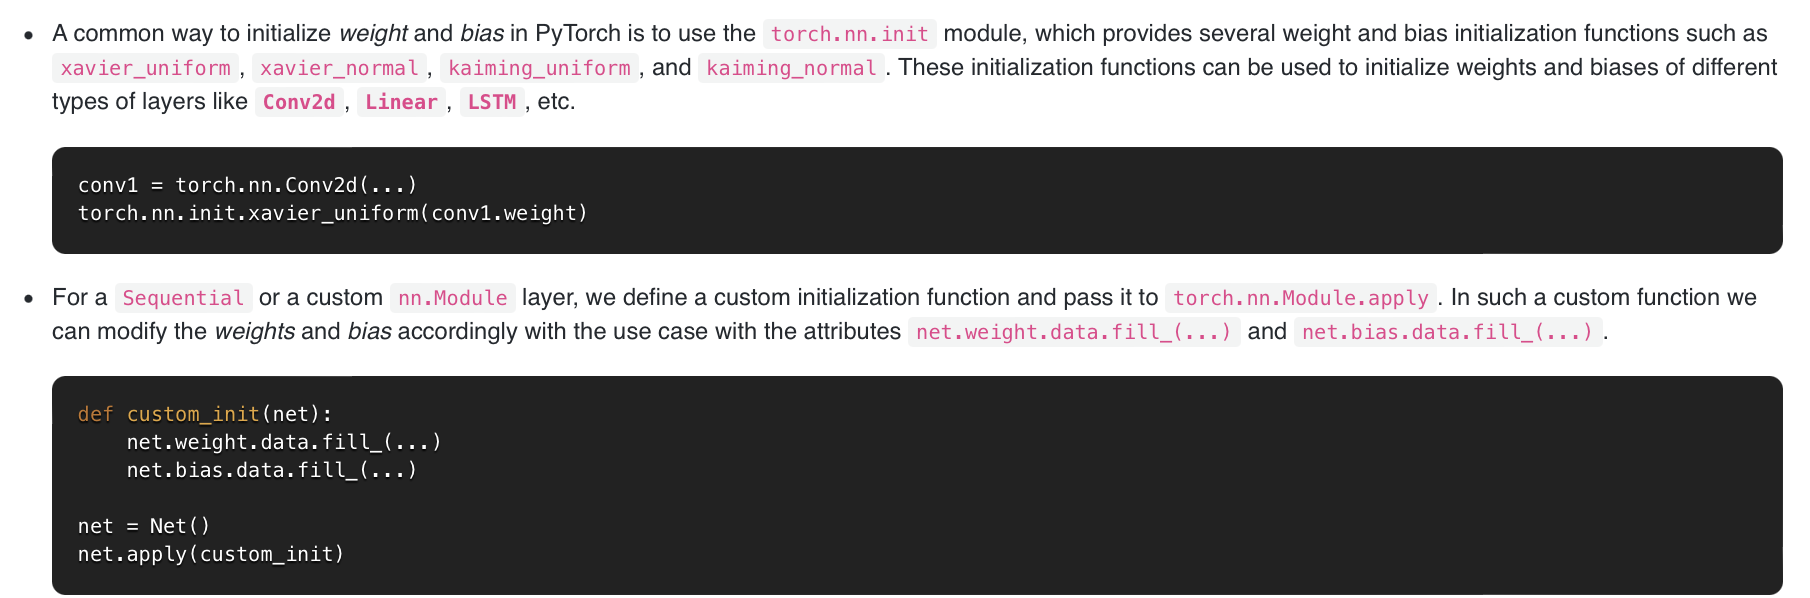 • A common way to initialize weight and bias in PyTorch is to use the torch.nn.init module, which provides several weight and bias initialization functions such as
xavier_uniform , xavier_normal , kaiming_uniform , and kaiming_normal . These initialization functions can be used to initialize weights and biases of different
types of layers like Conv2d , Linear , LSTM , etc.
conv1 = torch.nn.Conv2d(...)
torch.nn.init.xavier_uniform(conv1.weight)
• For a Sequential or a custom nn.Module layer, we define a custom initialization function and pass it to torch.nn.Module.apply . In such a custom function we
can modify the weights and bias accordingly with the use case with the attributes net.weight.data.fill_(...) and net.bias.data.fill_(...) .
def custom_init(net):
    net.weight.data.fill_(...)
    net.bias.data.fill_(...)
net = Net()
net.apply(custom_init)